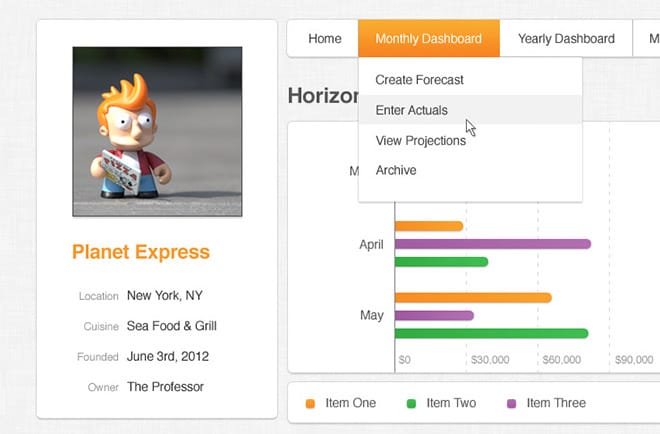 Home Monthly Dashboard Yearly Dashboard M
Create Forecast
Enter Actuals
View Projections
Archive
Horizon
M
April
May
$0 $30,000 $60,000 $90,000
Item One Item Two Item Three
PIZZA
Planet Express
Location New York, NY
Cuisine Sea Food & Grill
Founded June 3rd, 2012
Owner The Professor